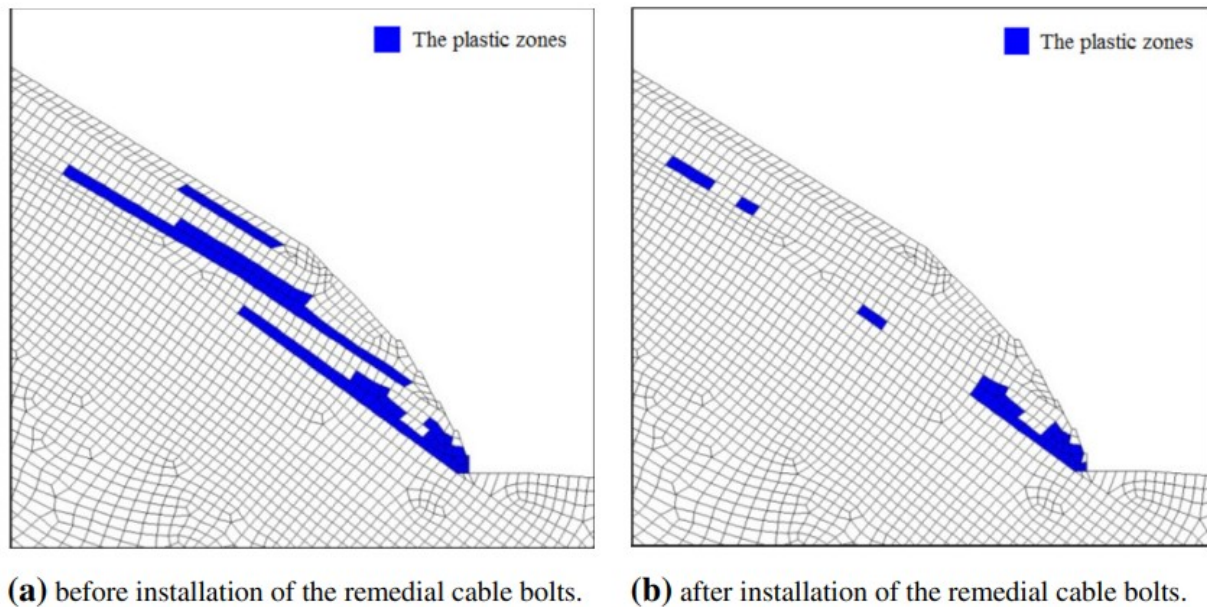 The plastic zones
The plastic zones
(a) before installation of the remedial cable bolts.
(b) after installation of the remedial cable bolts.